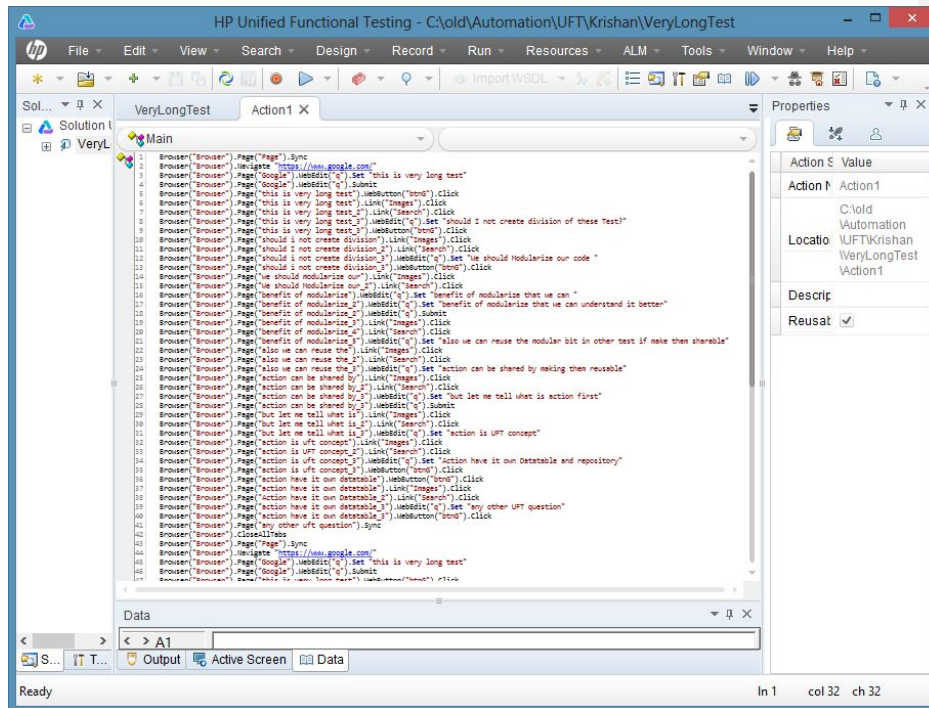 HP Unified Functional Testing - C:\old\Automation\UFT\Krishan\VeryLongTest
hp File Edit View Search Design Record Run Resources ALM Tools Window Help
Import WSDL
Sol...
VeryLongTest Action1
Properties
Solution U
VeryL
Main
1 Browser("Browser").Page("Page").Sync
2 Browser("Browser").Navigate "https://www.google.com/"
3 Browser("Browser").Page("Google").WebEdit("q").Set "this is very long test"
4 Browser("Browser").Page("Google").WebEdit("q").Submit
5 Browser("Browser").Page("this is very long test").WebButton("btnG").Click
6 Browser("Browser").Page("this is very long test").Link("Images").Click
7 Browser("Browser").Page("this is very long test_2").Link("Search").Click
8 Browser("Browser").Page("this is very long test_3").WebEdit("q").Set "should I not create division of these Test?"
9 Browser("Browser").Page("this is very long test_3").WebButton("btnG").Click
10 Browser("Browser").Page("should i not create division").Link("Images").Click
11 Browser("Browser").Page("should I not create division_2").Link("Search").Click
12 Browser("Browser").Page("should i not create division_3").WebEdit("q").Set "We should Modularize our code "
13 Browser("Browser").Page("should i not create division_3").WebButton("btnG").Click
14 Browser("Browser").Page("we should modularize our").Link("Images").Click
15 Browser("Browser").Page("We should Modularize our_2").Link("Search").Click
16 Browser("Browser").Page("benefit of modularize").WebEdit("q").Set "benefit of modularize that we can "
17 Browser("Browser").Page("benefit of modularize_2").WebEdit("q").Set "benefit of modularize that we can understand it better"
18 Browser("Browser").Page("benefit of modularize_2").WebEdit("q").Submit
19 Browser("Browser").Page("benefit of modularize_3").Link("Images").Click
20 Browser("Browser").Page("benefit of modularize_4").Link("Search").Click
21 Browser("Browser").Page("benefit of modularize_5").WebEdit("q").Set "also we can reuse the modular bit in other test if make them sharable"
22 Browser("Browser").Page("also we can reuse the").Link("Images").Click
23 Browser("Browser").Page("also we can reuse the_2").Link("Search").Click
24 Browser("Browser").Page("also we can reuse the_3").WebEdit("q").Set "action can be shared by making them reusable"
25 Browser("Browser").Page("action can be shared by").Link("Images").Click
26 Browser("Browser").Page("action can be shared by_2").Link("Search").Click
27 Browser("Browser").Page("action can be shared by_3").WebEdit("q").Set "but let me tell what is action first"
28 Browser("Browser").Page("action can be shared by_3").WebEdit("q").Submit
29 Browser("Browser").Page("but let me tell what is").Link("Images").Click
30 Browser("Browser").Page("but let me tell what is_2").Link("Search").Click
31 Browser("Browser").Page("but let me tell what is_3").WebEdit("q").Set "action is UFT concept"
32 Browser("Browser").Page("action is uft concept").Link("Images").Click
33 Browser("Browser").Page("action is UFT concept_2").Link("Search").Click
34 Browser("Browser").Page("action is uft concept_3").WebEdit("q").Set "Action have it own Datatable and repository"
35 Browser("Browser").Page("action is uft concept_3").WebButton("btnG").Click
36 Browser("Browser").Page("action have it own datatable").WebButton("btnG").Click
37 Browser("Browser").Page("action have it own datatable").Link("Images").Click
38 Browser("Browser").Page("Action have it own Datatable_2").Link("Search").Click
39 Browser("Browser").Page("action have it own datatable_3").WebEdit("q").Set "any other UFT question"
40 Browser("Browser").Page("action have it own datatable_3").WebButton("btnG").Click
41 Browser("Browser").Page("any other uft question").Sync
42 Browser("Browser").CloseAllTabs
43 Browser("Browser").Page("Page").Sync
44 Browser("Browser").Navigate "https://www.google.com/"
45 Browser("Browser").Page("Google").WebEdit("q").Set "this is very long test"
46 Browser("Browser").Page("Google").WebEdit("q").Submit
47 Browser("Browser").Page("this is very long test").WebButton("btnG").Click
Action S Value
Action N Action1
Locatio C:\old\Automation\UFT\Krishan\VeryLongTest\Action1
Descrip
Reusat
Data
A1
S... T... Output Active Screen Data
Ready ln 1 col 32 ch 32